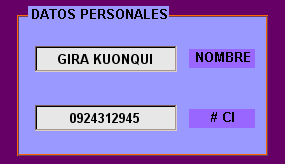 DATOS PERSONALES
GIRA KUONQUI NOMBRE
0924312945 # CI